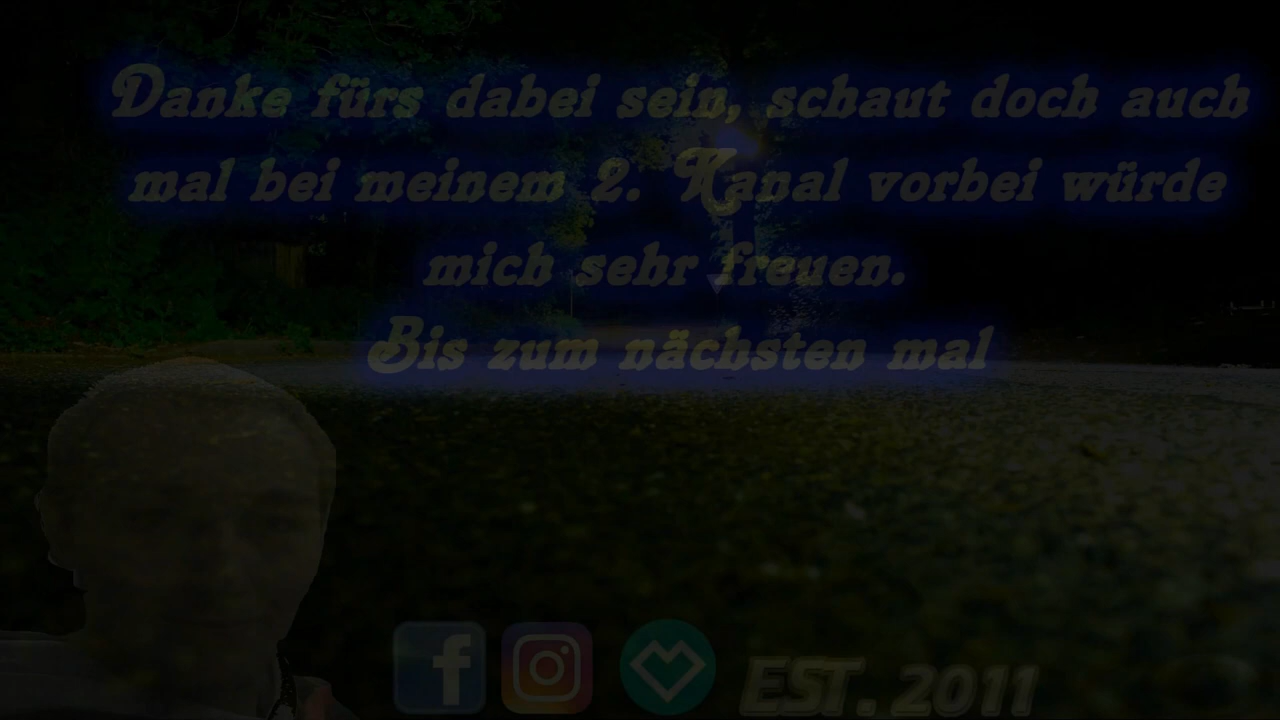 Danke fürs dabei sein, schaut doch auch
mal bei meinem 2. Kanal vorbei würde
mich sehr freuen.
Bis zum nächsten mal
EST. 2011